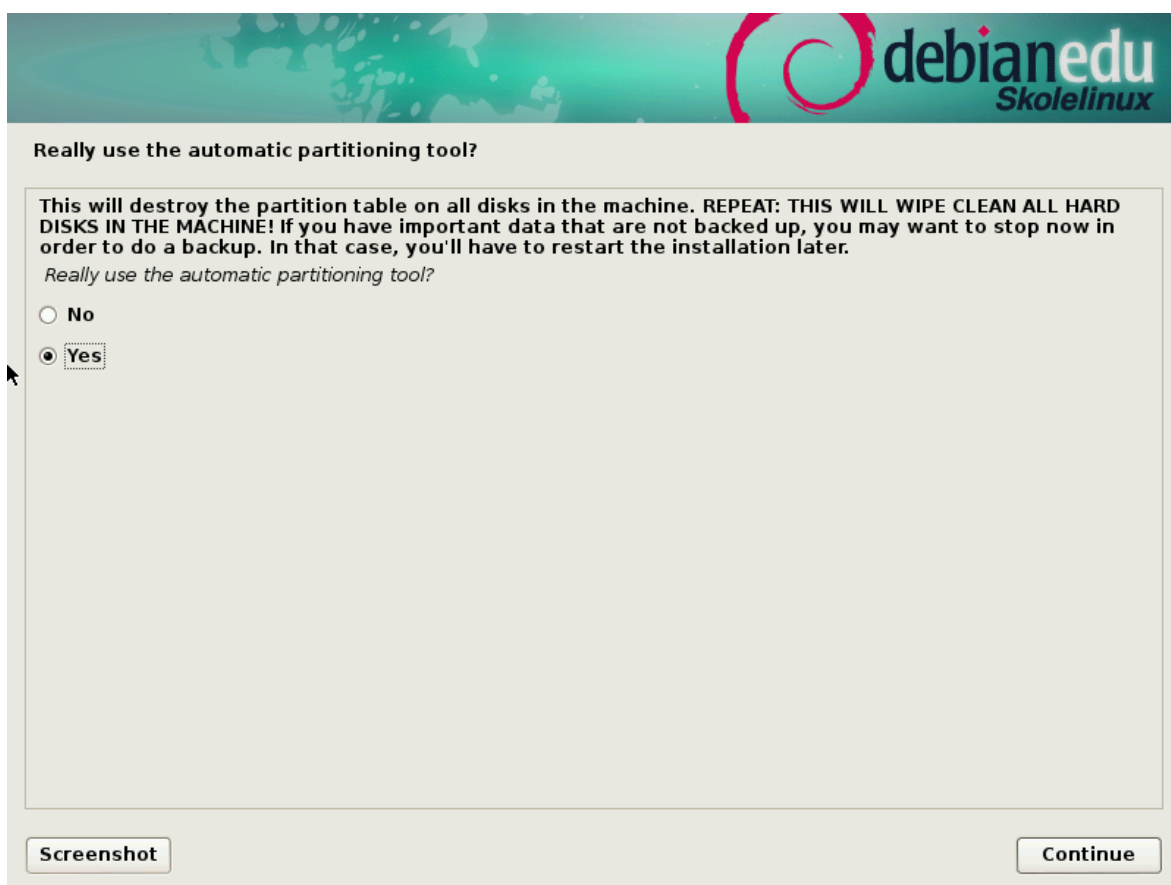 debianedu
Skolelinux
Really use the automatic partitioning tool?
This will destroy the partition table on all disks in the machine. REPEAT: THIS WILL WIPE CLEAN ALL HARD
DISKS IN THE MACHINE! If you have important data that are not backed up, you may want to stop now in
order to do a backup. In that case, you'll have to restart the installation later.
Really use the automatic partitioning tool?
No
Yes
Screenshot
Continue